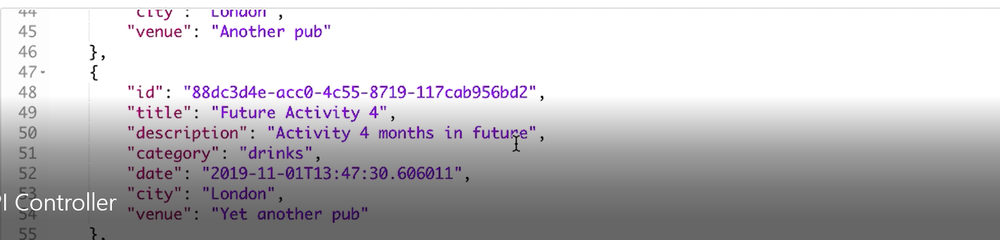 44 "city": "London",
45 "venue": "Another pub"
46 },
47 {
48 "id": "88dc3d4e-acc0-4c55-8719-117cab956bd2",
49 "title": "Future Activity 4",
50 "description": "Activity 4 months in future",
51 "category": "drinks",
52 "date": "2019-11-01T13:47:30.606011",
53 "city": "London",
PI Controller
54 "venue": "Yet another pub"
55 },